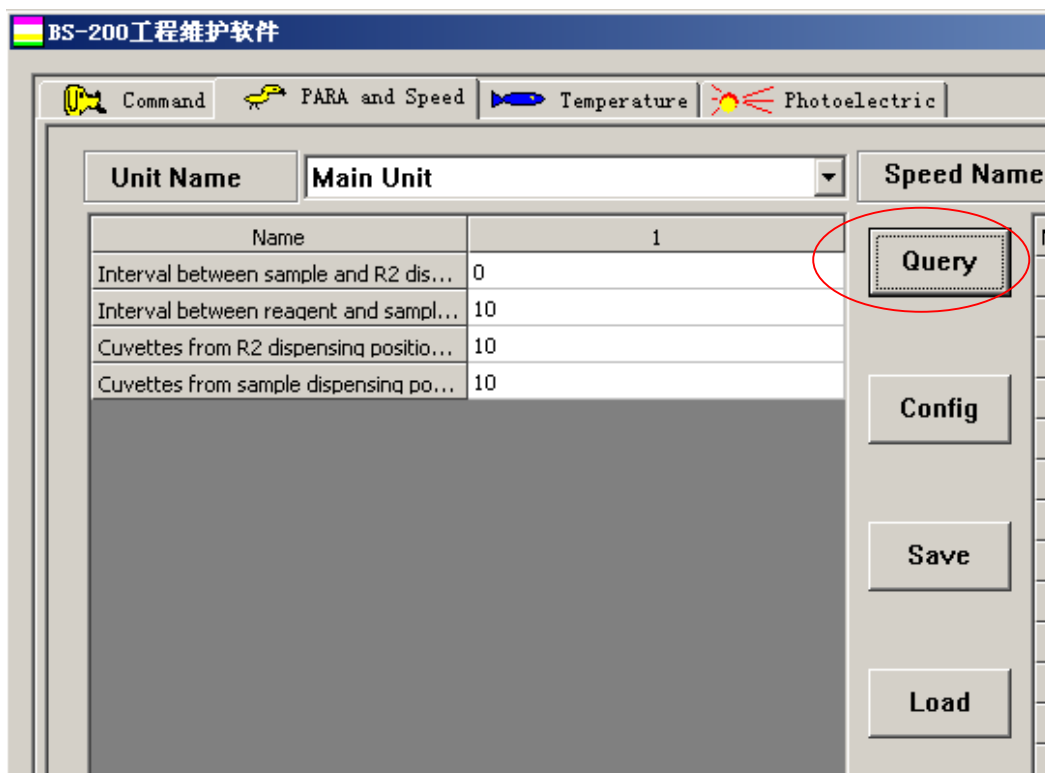 BS-200工程维护软件
Command PARA and Speed Temperature Photoelectric
Unit Name Main Unit Speed Name
Name 1
Interval between sample and R2 dis... 0
Interval between reagent and sampl... 10
Cuvettes from R2 dispensing positio... 10
Cuvettes from sample dispensing po... 10
Query
Config
Save
Load